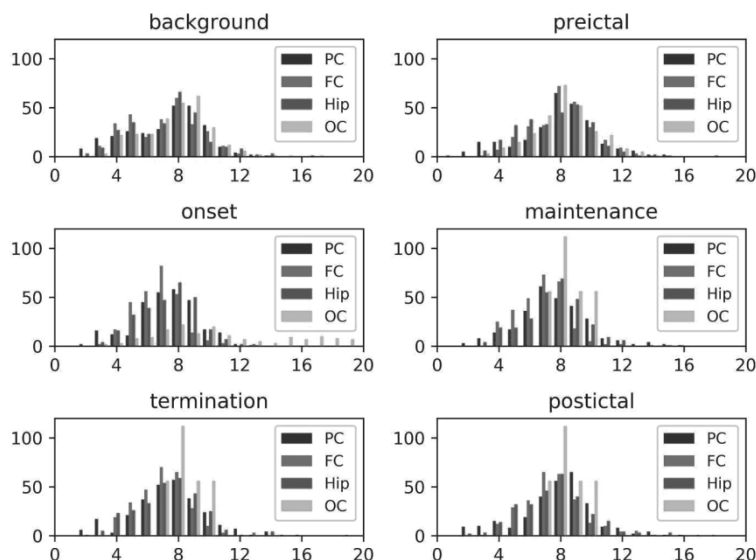 background preictal
100 PC 100 PC
FC FC
50 Hip 50 Hip
OC OC
0 0
0 4 8 12 16 20 0 4 8 12 16 20
onset maintenance
100 PC 100 PC
FC FC
50 Hip 50 Hip
OC OC
0 0
0 4 8 12 16 20 0 4 8 12 16 20
termination postictal
100 PC 100 PC
FC FC
50 Hip 50 Hip
OC OC
0 0
0 4 8 12 16 20 0 4 8 12 16 20